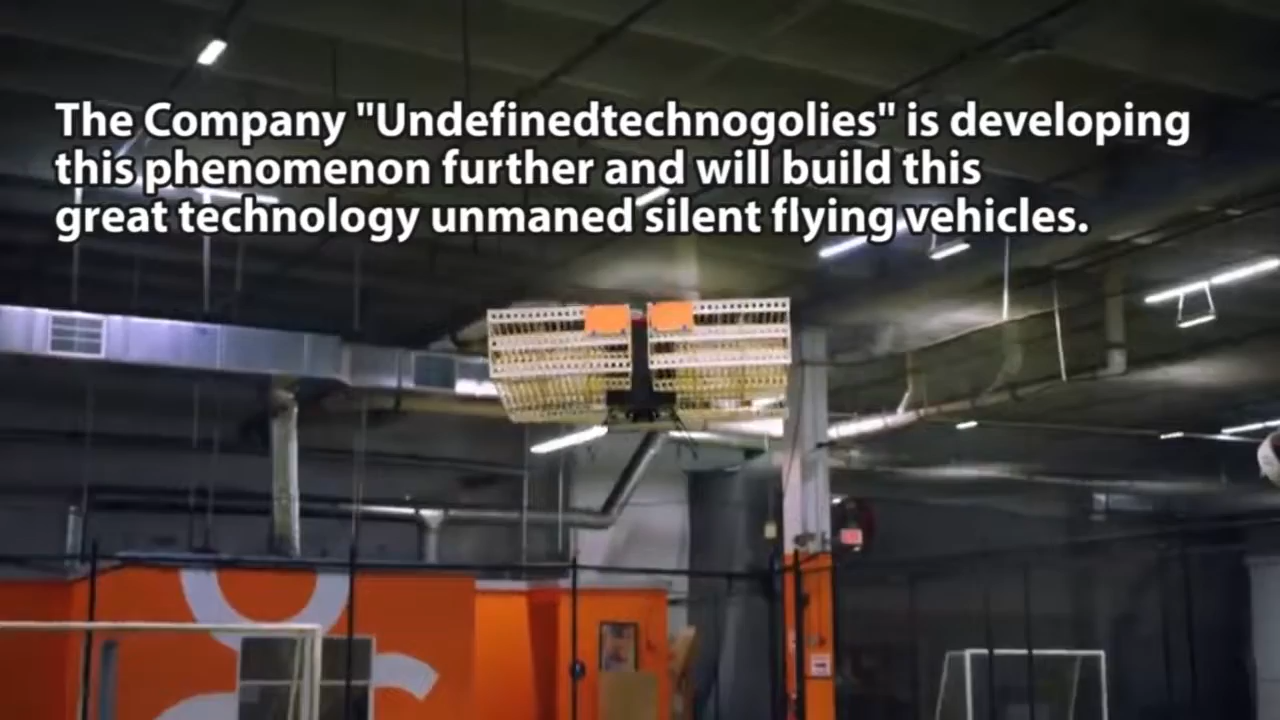 The Company "Undefinedtechnogolies" is developing
this phenomenon further and will build this
great technology unmaned silent flying vehicles.